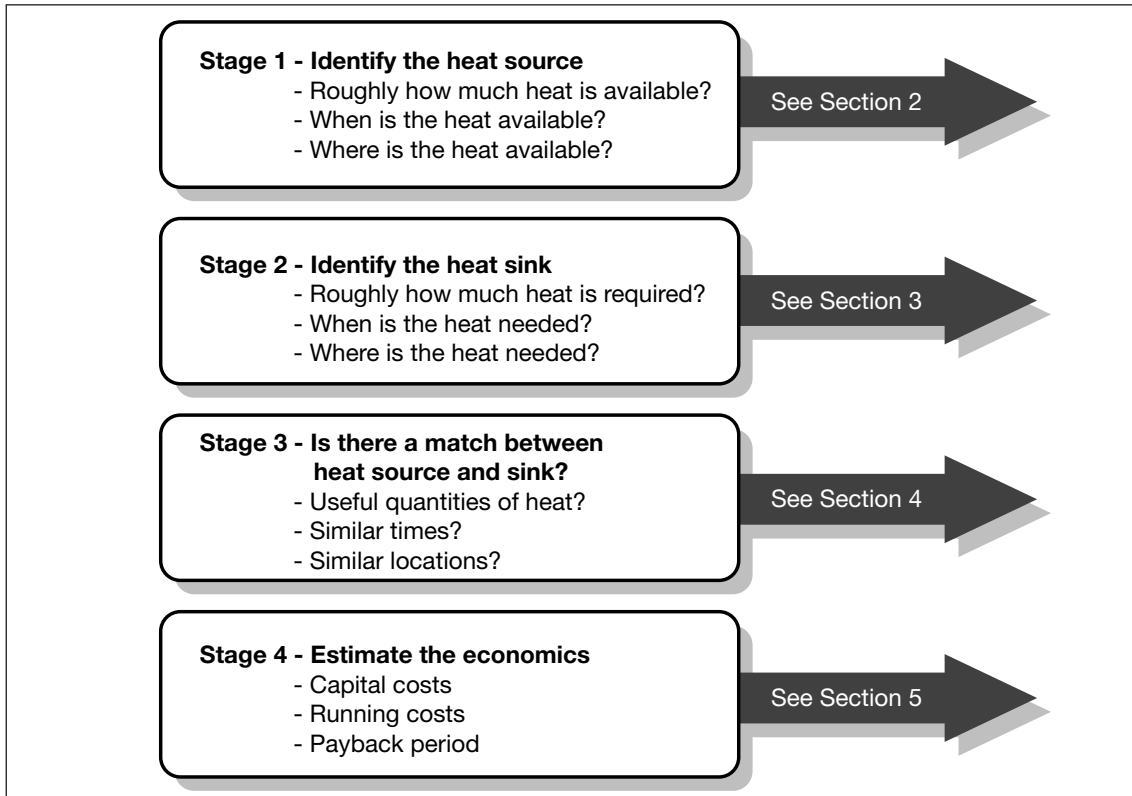 Stage 1 - Identify the heat source
- Roughly how much heat is available?
- When is the heat available?
- Where is the heat available?
See Section 2
Stage 2 - Identify the heat sink
- Roughly how much heat is required?
- When is the heat needed?
- Where is the heat needed?
See Section 3
Stage 3 - Is there a match between
heat source and sink?
- Useful quantities of heat?
- Similar times?
- Similar locations?
See Section 4
Stage 4 - Estimate the economics
- Capital costs
- Running costs
- Payback period
See Section 5